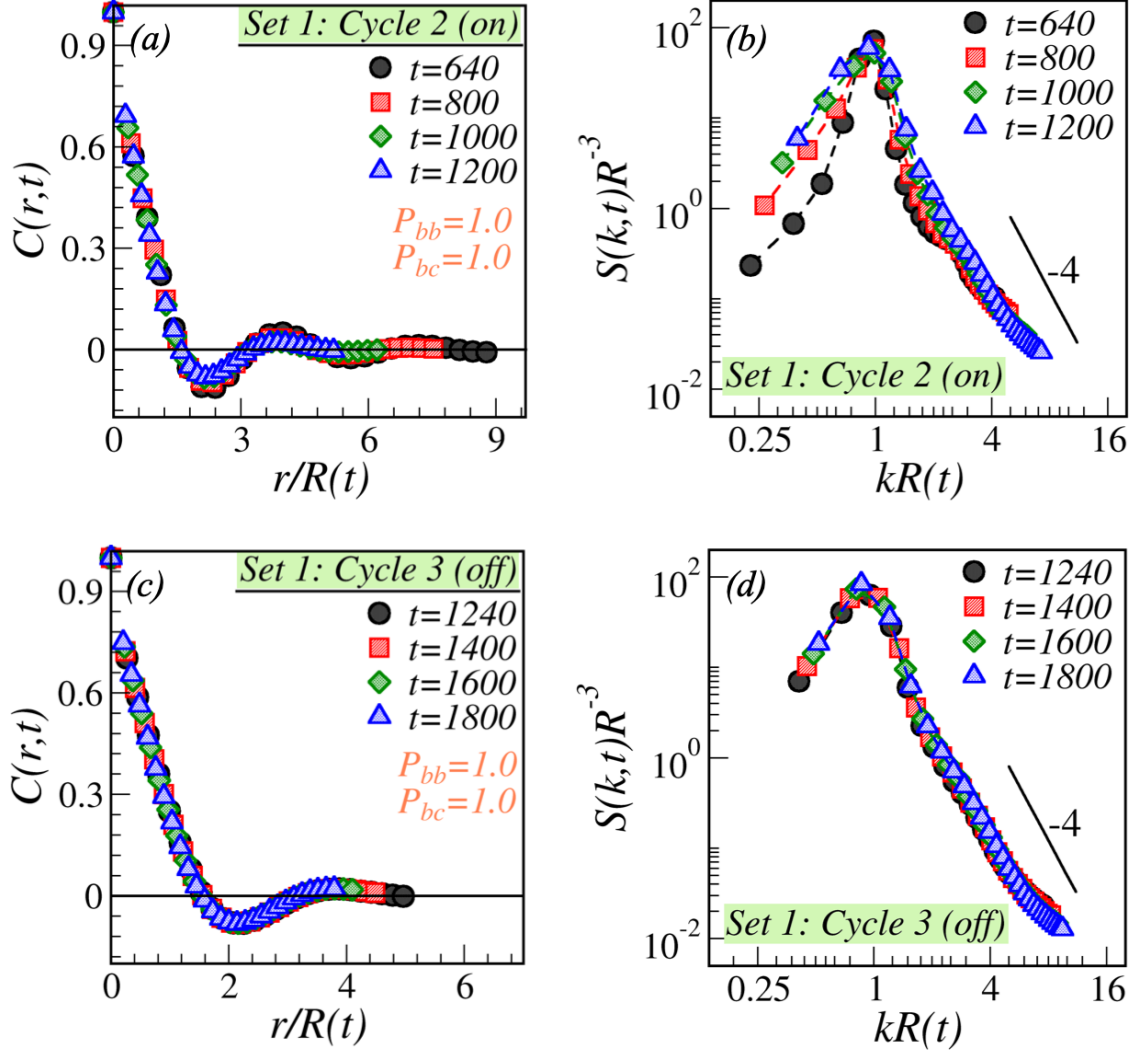 (a)
Set 1: Cycle 2 (on)
t=640
t=800
t=1000
t=1200
P_bb=1.0
P_bc=1.0
C(r,t)
0.9
0.6
0.3
0
0 3 6 9
r/R(t)
(b)
t=640
t=800
t=1000
t=1200
S(k,t)R^-3
10^2
10^0
10^-2
-4
Set 1: Cycle 2 (on)
0.25 1 4 16
kR(t)
(c)
Set 1: Cycle 3 (off)
t=1240
t=1400
t=1600
t=1800
P_bb=1.0
P_bc=1.0
C(r,t)
0.9
0.6
0.3
0
0 2 4 6
r/R(t)
(d)
t=1240
t=1400
t=1600
t=1800
S(k,t)R^-3
10^2
10^0
10^-2
-4
Set 1: Cycle 3 (off)
0.25 1 4 16
kR(t)